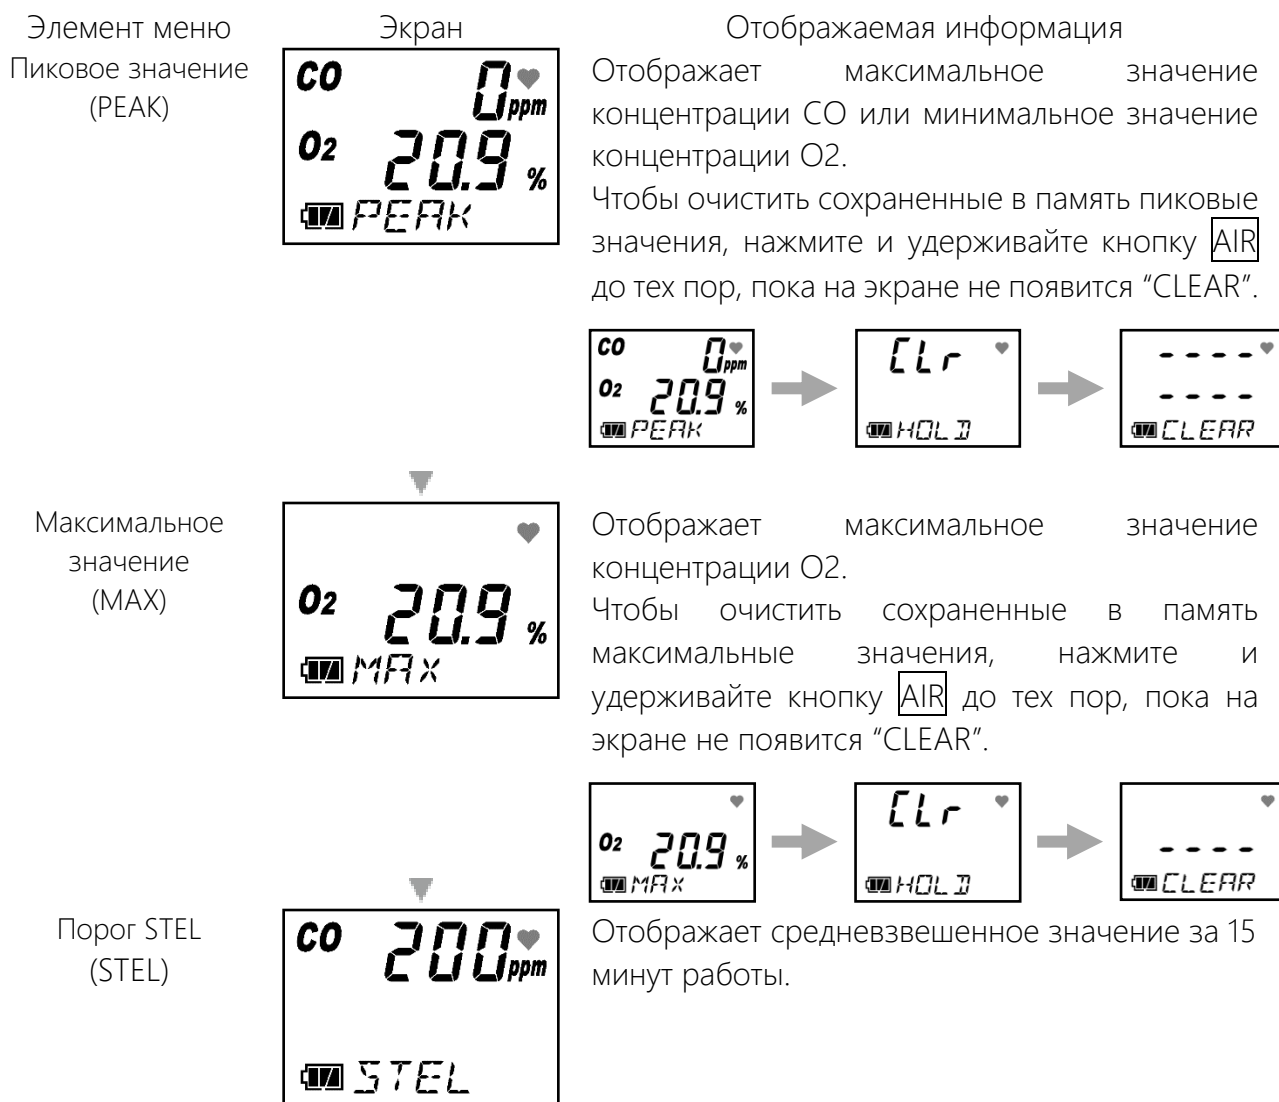 Элемент меню Экран Отображаемая информация
Пиковое значение
(PEAK)
CO 0 ppm
O2 20.9 %
PEAK
Отображает максимальное значение
концентрации CO или минимальное значение
концентрации O2.
Чтобы очистить сохраненные в память пиковые
значения, нажмите и удерживайте кнопку AIR
до тех пор, пока на экране не появится “CLEAR”.
CO 0 ppm
O2 20.9 %
PEAK
CLr
HOLD
- - - -
- - - -
CLEAR
Максимальное
значение
(MAX)
O2 20.9 %
MAX
Отображает максимальное значение
концентрации O2.
Чтобы очистить сохраненные в память
максимальные значения, нажмите и
удерживайте кнопку AIR до тех пор, пока на
экране не появится “CLEAR”.
O2 20.9 %
MAX
CLr
HOLD
- - - -
CLEAR
Порог STEL
(STEL)
CO 200 ppm
STEL
Отображает средневзвешенное значение за 15
минут работы.